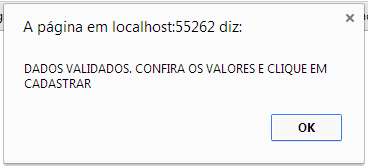 A página em localhost:55262 diz:
DADOS VALIDADOS. CONFIRA OS VALORES E CLIQUE EM
CADASTRAR
OK